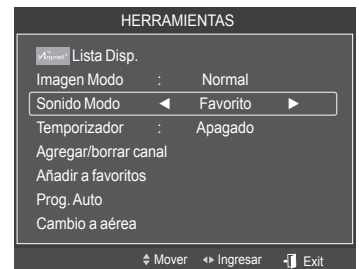 HERRAMIENTAS
Anynet+ Lista Disp.
Imagen Modo : Normal
Sonido Modo ◄ Favorito ►
Temporizador : Apagado
Agregar/borrar canal
Añadir a favoritos
Prog. Auto
Cambio a aérea
Mover Ingresar Exit